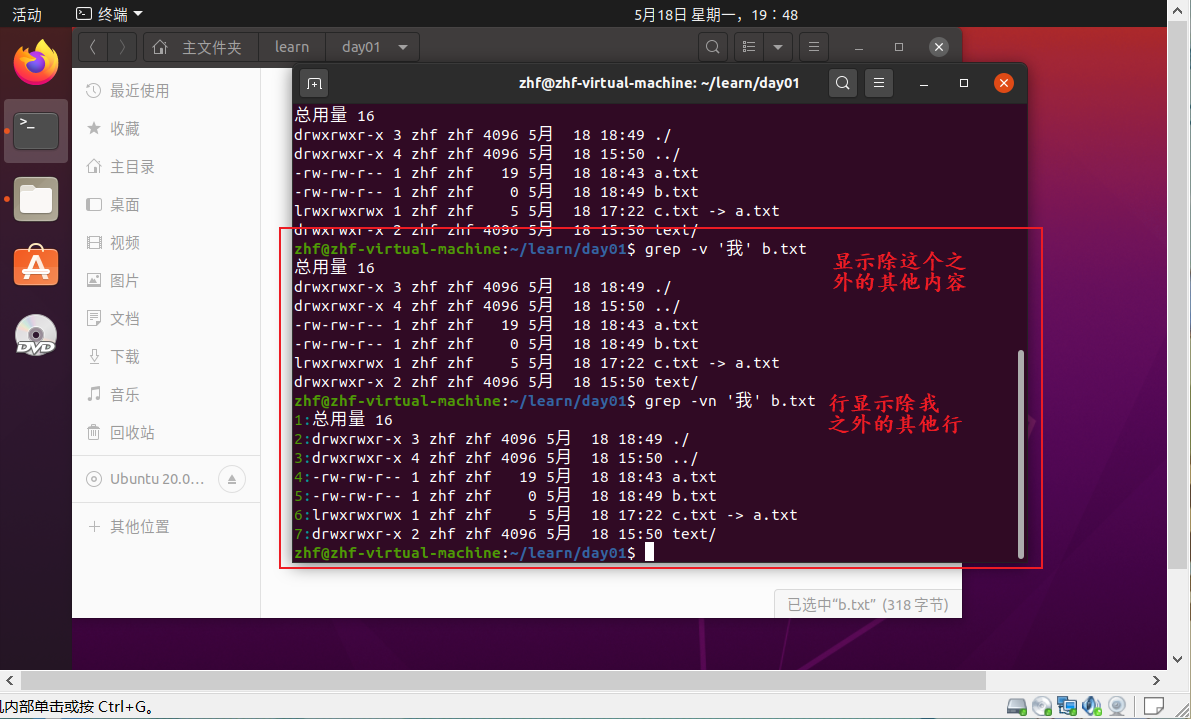 活动
终端
5月18日 星期一，19：48
主文件夹
learn
day01
最近使用
收藏
主目录
桌面
视频
图片
文档
下载
音乐
回收站
Ubuntu 20.0…
其他位置
zhf@zhf-virtual-machine: ~/learn/day01
总用量 16
drwxrwxr-x 3 zhf zhf 4096 5月  18 18:49 ./
drwxrwxr-x 4 zhf zhf 4096 5月  18 15:50 ../
-rw-rw-r-- 1 zhf zhf   19 5月  18 18:43 a.txt
-rw-rw-r-- 1 zhf zhf    0 5月  18 18:49 b.txt
lrwxrwxrwx 1 zhf zhf    5 5月  18 17:22 c.txt -> a.txt
drwxrwxr-x 2 zhf zhf 4096 5月  18 15:50 text/
zhf@zhf-virtual-machine:~/learn/day01$ grep -v '我' b.txt
总用量 16
drwxrwxr-x 3 zhf zhf 4096 5月  18 18:49 ./
drwxrwxr-x 4 zhf zhf 4096 5月  18 15:50 ../
-rw-rw-r-- 1 zhf zhf   19 5月  18 18:43 a.txt
-rw-rw-r-- 1 zhf zhf    0 5月  18 18:49 b.txt
lrwxrwxrwx 1 zhf zhf    5 5月  18 17:22 c.txt -> a.txt
drwxrwxr-x 2 zhf zhf 4096 5月  18 15:50 text/
显示除这个之
外的其他内容
zhf@zhf-virtual-machine:~/learn/day01$ grep -vn '我' b.txt
1:总用量 16
2:drwxrwxr-x 3 zhf zhf 4096 5月  18 18:49 ./
3:drwxrwxr-x 4 zhf zhf 4096 5月  18 15:50 ../
4:-rw-rw-r-- 1 zhf zhf   19 5月  18 18:43 a.txt
5:-rw-rw-r-- 1 zhf zhf    0 5月  18 18:49 b.txt
6:lrwxrwxrwx 1 zhf zhf    5 5月  18 17:22 c.txt -> a.txt
7:drwxrwxr-x 2 zhf zhf 4096 5月  18 15:50 text/
zhf@zhf-virtual-machine:~/learn/day01$
行显示除我
之外的其他行
已选中“b.txt” (318 字节)
DVD
内部单击或按 Ctrl+G。